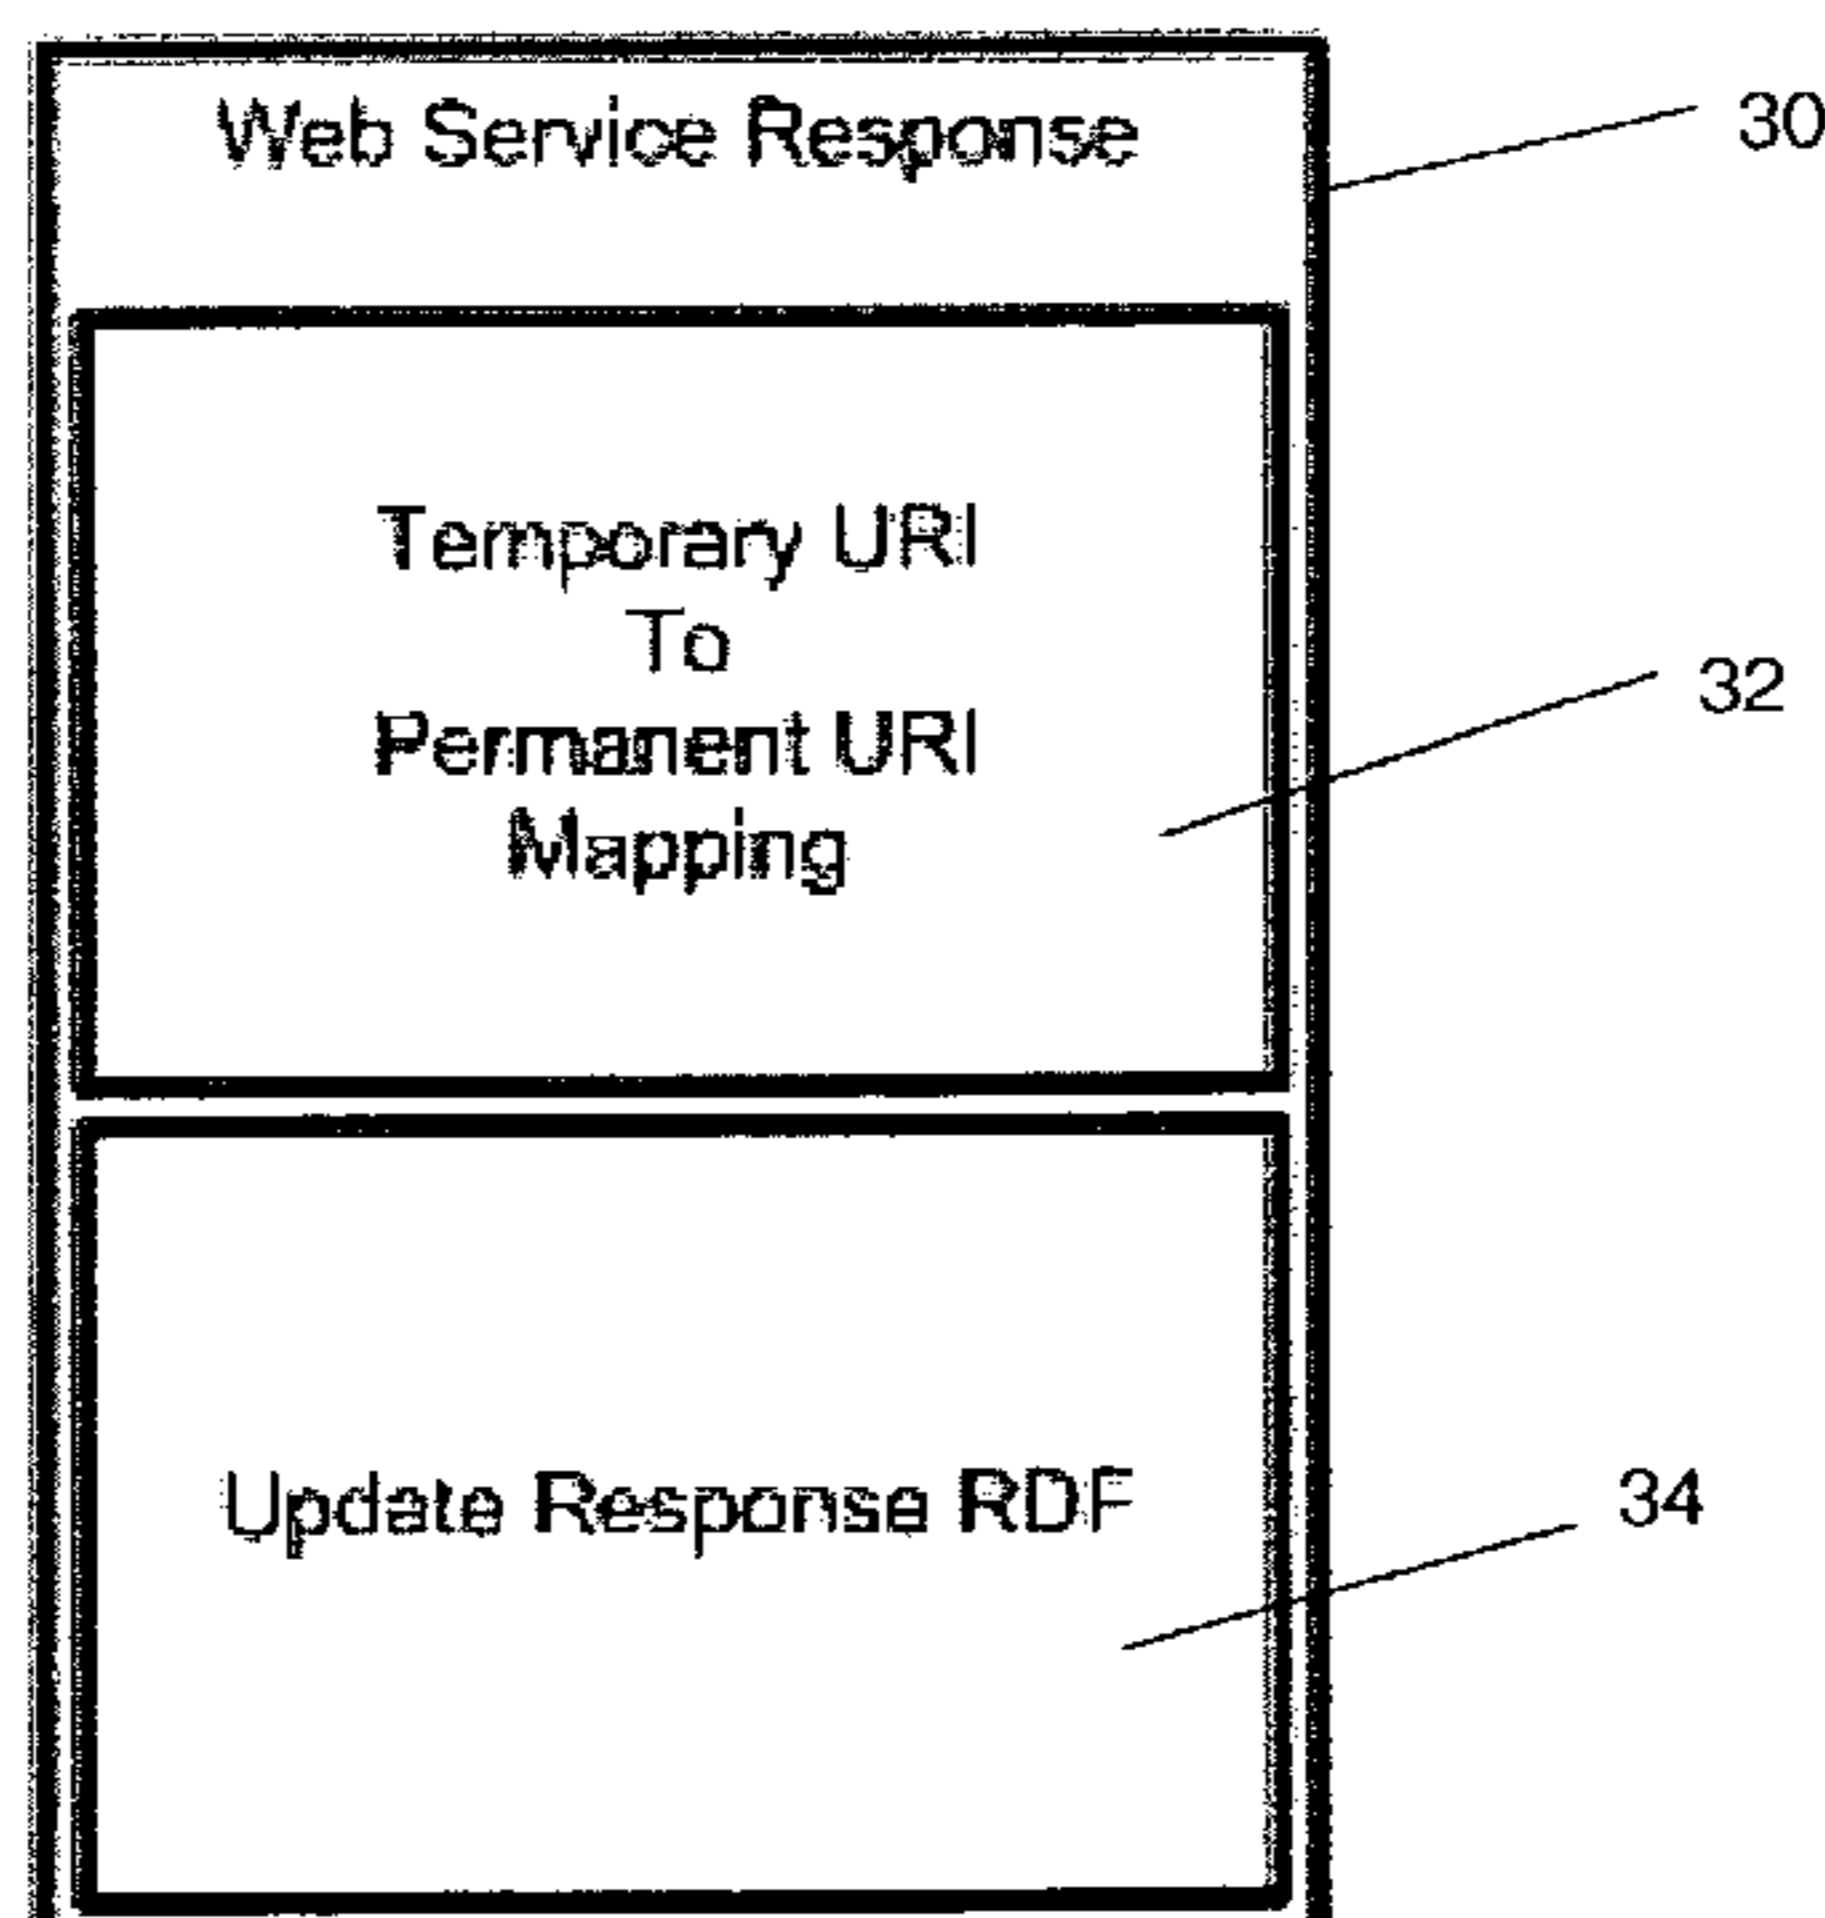 Web Service Response
30
Temporary URI
To
Permanent URI
Mapping
32
Update Response RDF
34